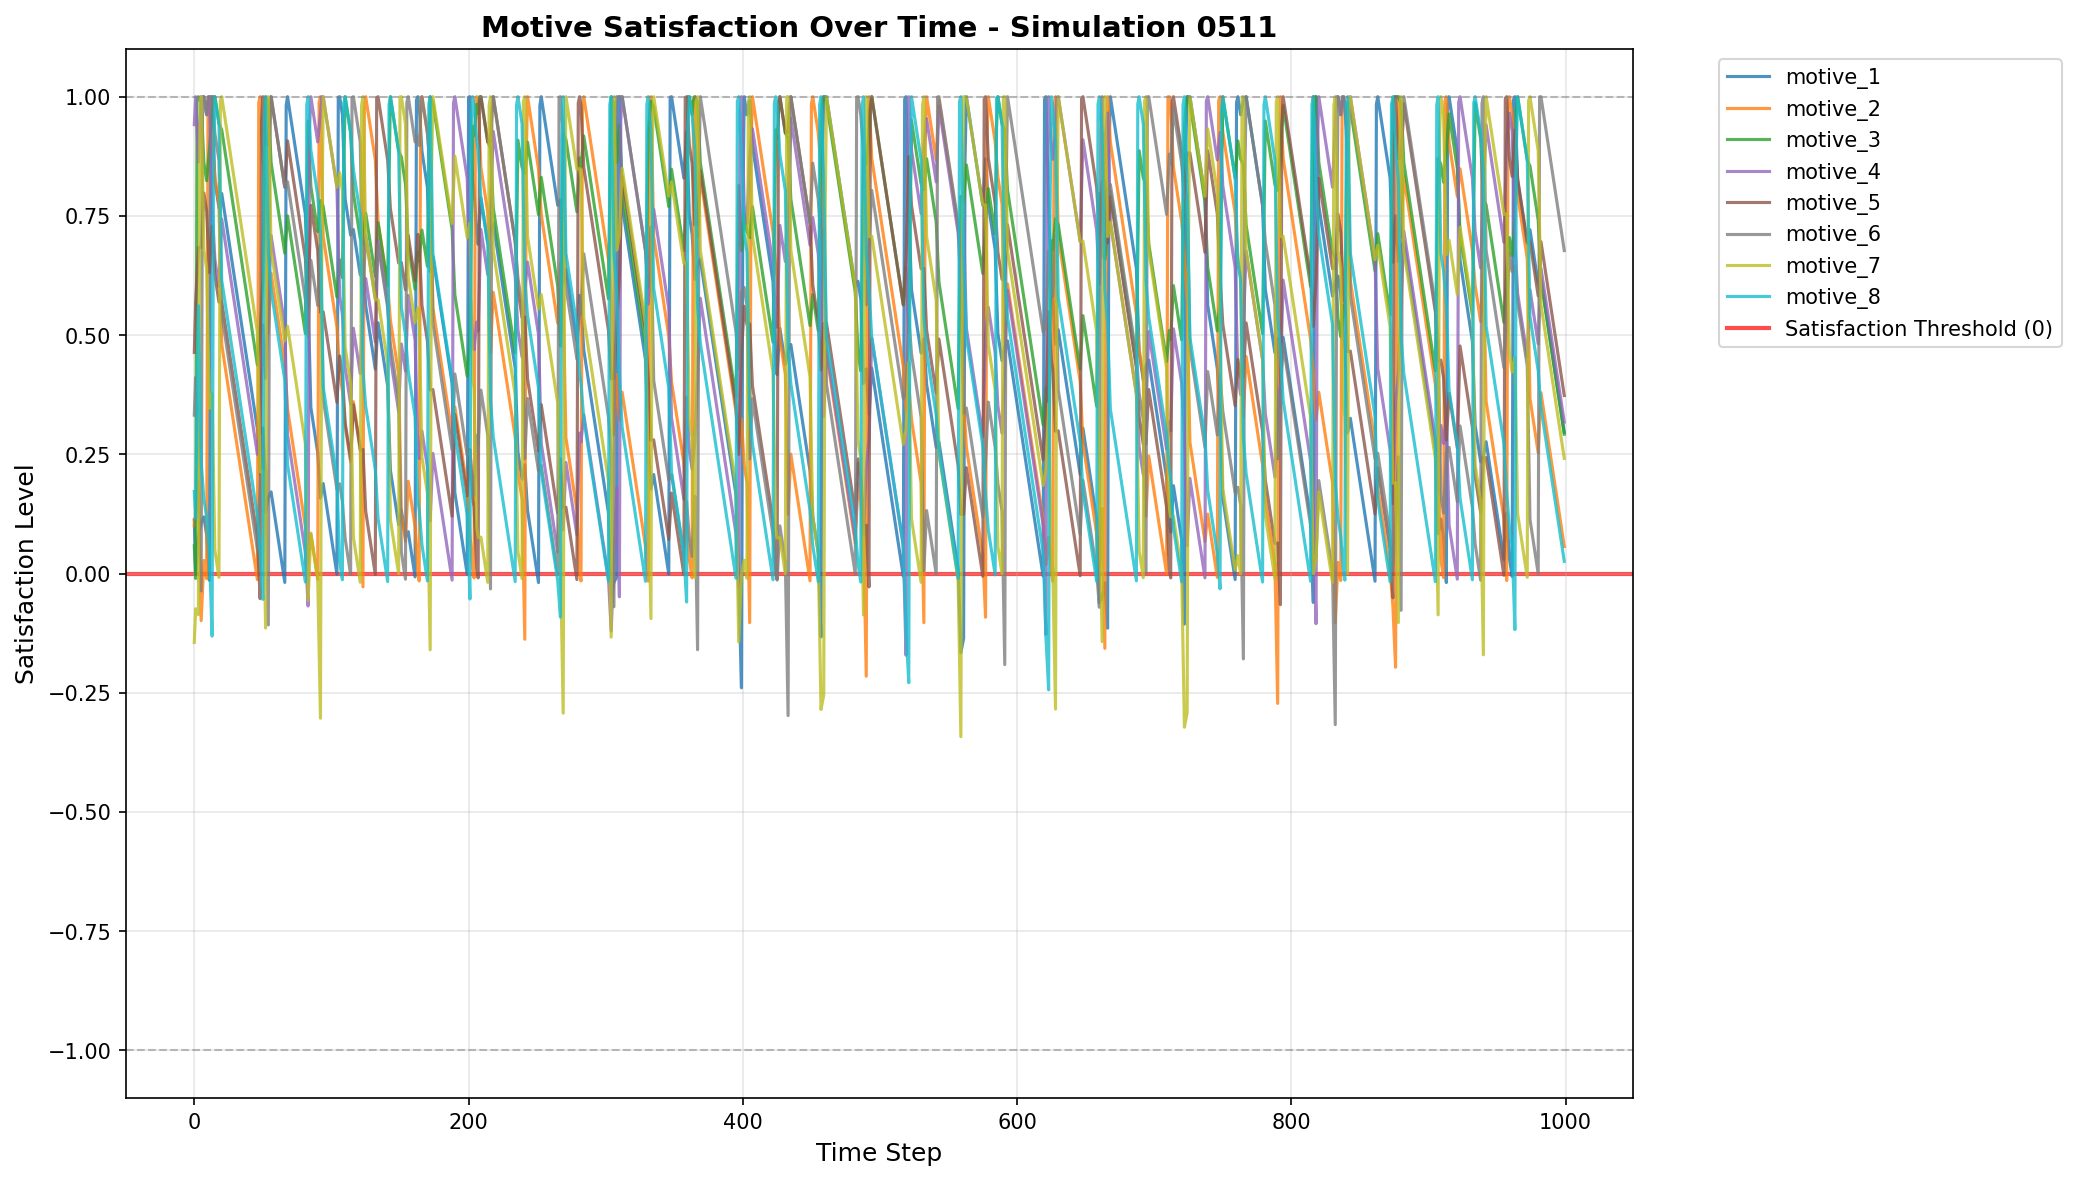 Motive Satisfaction Over Time - Simulation 0511
Satisfaction Level
1.00
0.75
0.50
0.25
0.00
−0.25
−0.50
−0.75
−1.00
0
200
400
600
800
1000
Time Step
motive_1
motive_2
motive_3
motive_4
motive_5
motive_6
motive_7
motive_8
Satisfaction Threshold (0)